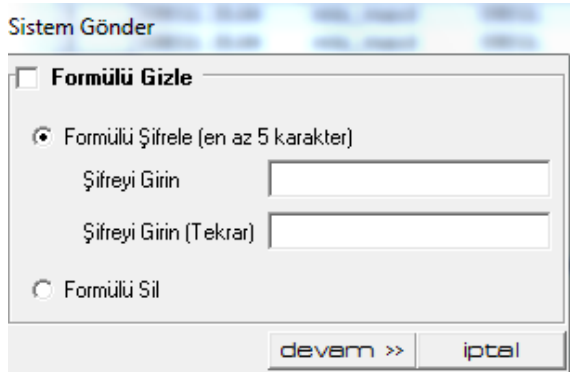 Sistem Gönder
Formülü Gizle
Formülü Şifrele (en az 5 karakter)
Şifreyi Girin
Şifreyi Girin (Tekrar)
Formülü Sil
devam >> iptal